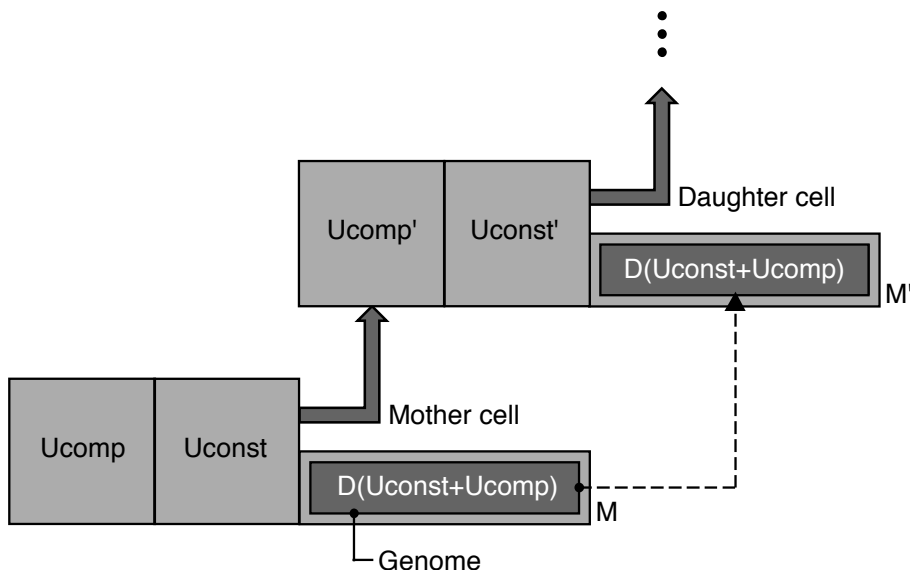 Ucomp'
Uconst'
Daughter cell
D(Uconst+Ucomp)
M'
Ucomp
Uconst
Mother cell
D(Uconst+Ucomp)
M
Genome